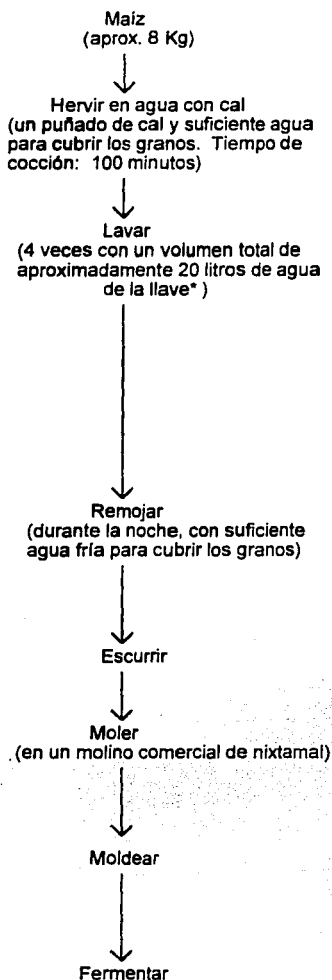 Maíz
(aprox. 8 Kg)
Hervir en agua con cal
(un puñado de cal y suficiente agua
para cubrir los granos. Tiempo de
cocción: 100 minutos)
Lavar
(4 veces con un volumen total de
aproximadamente 20 litros de agua
de la llave*)
Remojar
(durante la noche, con suficiente
agua fría para cubrir los granos)
Escurrir
Moler
(en un molino comercial de nixtamal)
Moldear
Fermentar